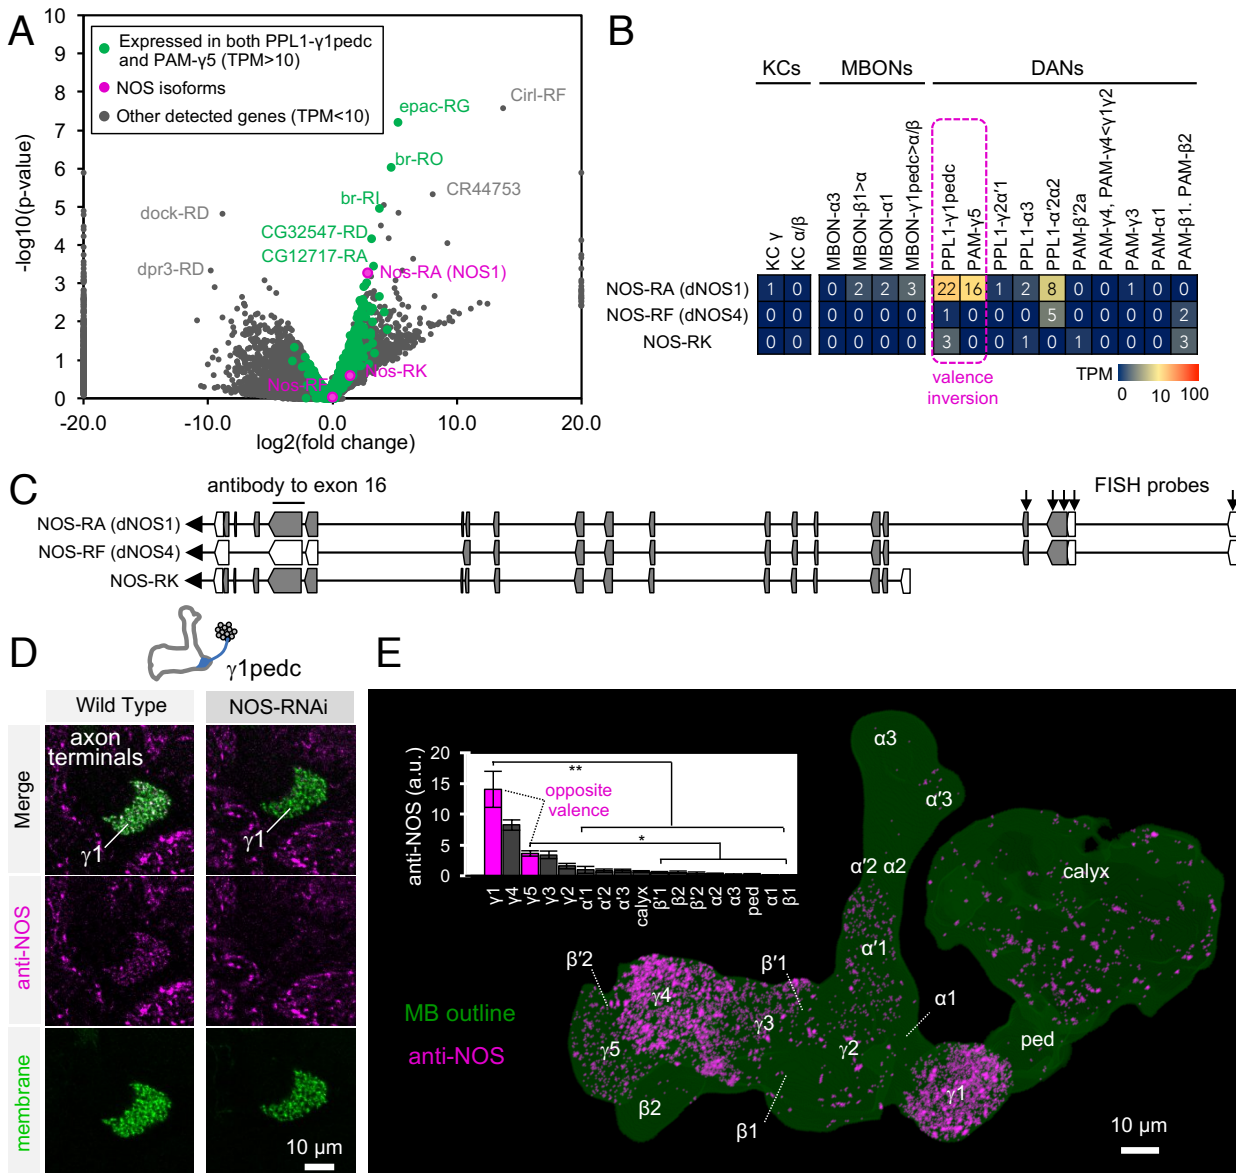 A
10
9
8
7
6
5
4
3
2
1
0
-log10(p-value)
Expressed in both PPL1-γ1pedc
and PAM-γ5 (TPM>10)
NOS isoforms
Other detected genes (TPM<10)
Cirl-RF
epac-RG
br-RO
CR44753
br-RI
dock-RD
CG32547-RD
CG12717-RA
dpr3-RD
Nos-RA (NOS1)
Nos-RK
Nos-RF
-20.0 -10.0 0.0 10.0 20.0
log2(fold change)
B
KCs MBONs DANs
KC γ
KC α/β
MBON-α3
MBON-β1>α
MBON-α1
MBON-γ1pedc>α/β
PPL1-γ1pedc
PAM-γ5
PPL1-γ2α'1
PPL1-α3
PPL1-α'2α2
PAM-β'2a
PAM-γ4, PAM-γ4<γ1γ2
PAM-γ3
PAM-α1
PAM-β1. PAM-β2
NOS-RA (dNOS1) 1 0 0 2 2 3 22 16 1 2 8 0 0 1 0 0
NOS-RF (dNOS4) 0 0 0 0 0 0 1 0 0 0 5 0 0 0 0 2
NOS-RK 0 0 0 0 0 0 3 0 0 1 0 1 0 0 0 3
valence
inversion
TPM
0 10 100
C
antibody to exon 16
FISH probes
NOS-RA (dNOS1)
NOS-RF (dNOS4)
NOS-RK
D
γ1pedc
Wild Type NOS-RNAi
Merge
axon
terminals
γ1
γ1
anti-NOS
membrane
10 μm
E
anti-NOS (a.u.)
20
15
10
5
0
**
opposite
valence
*
γ1
γ4
γ5
γ3
γ2
α'1
α'2
α'3
calyx
β'1
β2
β'2
α2
α3
ped
α1
β1
α3
α'3
α'2 α2
calyx
α'1
β'2
β'1
γ4
α1
MB outline
γ3
γ2
ped
anti-NOS
γ5
γ1
β2
β1
10 μm